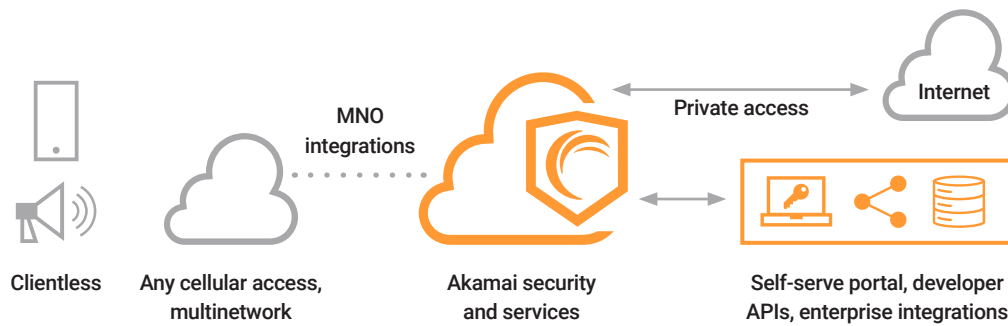 Internet
Private access
MNO
integrations
Clientless
Any cellular access,
multinetwork
Akamai security
and services
Self-serve portal, developer
APIs, enterprise integrations